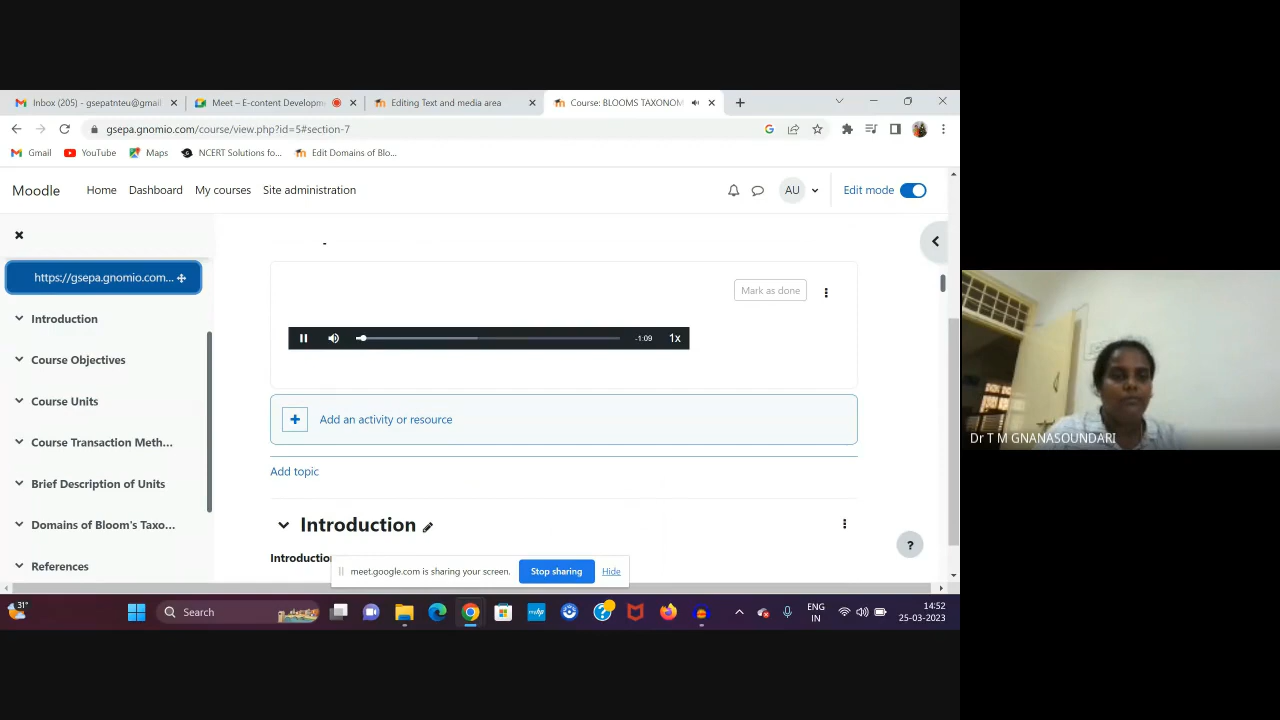 Inbox (205) - gsepatnteu@gmail
Meet – E-content Developm
Editing Text and media area
Course: BLOOMS TAXONOM
gsepa.gnomio.com/course/view.php?id=5#section-7
Gmail
YouTube
Maps
NCERT Solutions fo...
Edit Domains of Blo...
Moodle
Home
Dashboard
My courses
Site administration
AU
Edit mode
https://gsepa.gnomio.com...
Mark as done
Introduction
-1:09
1x
Course Objectives
Course Units
Add an activity or resource
Course Transaction Meth...
Dr T M GNANASOUNDARI
Add topic
Brief Description of Units
Domains of Bloom's Taxo...
Introduction
?
Introduction
References
meet.google.com is sharing your screen.
Stop sharing
Hide
31°
Search
ENG
IN
14:52
25-03-2023